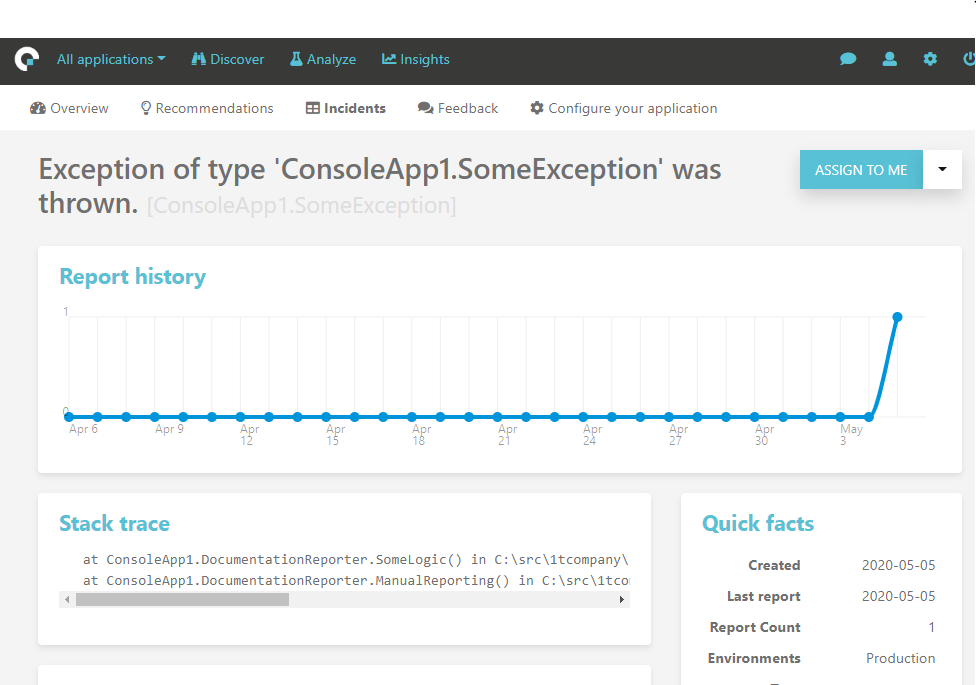 All applications Discover Analyze Insights
Overview Recommendations Incidents Feedback Configure your application
Exception of type 'ConsoleApp1.SomeException' was
thrown. [ConsoleApp1.SomeException]
ASSIGN TO ME
Report history
1
0
Apr 6 Apr 9 Apr Apr Apr Apr Apr Apr Apr May
12 15 18 21 24 27 30 3
Stack trace
at ConsoleApp1.DocumentationReporter.SomeLogic() in C:\src\1tcompany\
at ConsoleApp1.DocumentationReporter.ManualReporting() in C:\src\1tco
Quick facts
Created 2020-05-05
Last report 2020-05-05
Report Count 1
Environments Production